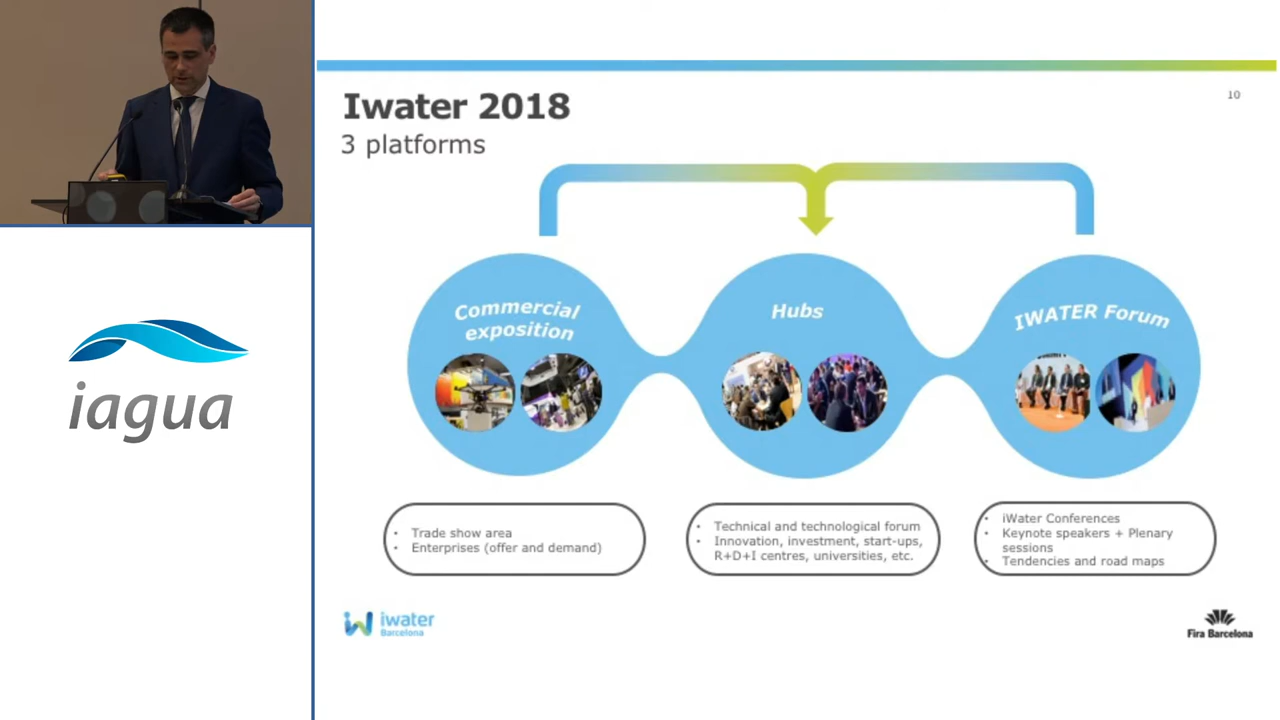 Iwater 2018
10
3 platforms
Commercial
exposition
Hubs
IWATER Forum
iagua
• Trade show area
• Enterprises (offer and demand)
• Technical and technological forum
• Innovation, investment, start-ups,
R+D+I centres, universities, etc.
• iWater Conferences
• Keynote speakers + Plenary
sessions
• Tendencies and road maps
iwater
Barcelona
Fira Barcelona